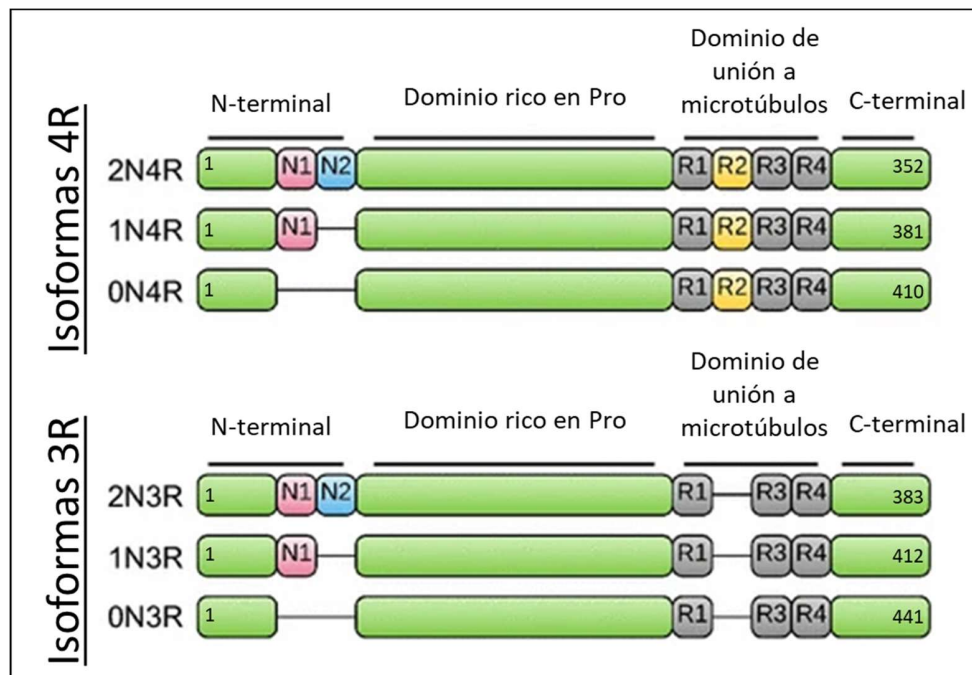 Isoformas 4R
N-terminal
Dominio rico en Pro
Dominio de
unión a
microtúbulos
C-terminal
2N4R 1 N1 N2 R1 R2 R3 R4 352
1N4R 1 N1 R1 R2 R3 R4 381
0N4R 1 R1 R2 R3 R4 410
Isoformas 3R
N-terminal
Dominio rico en Pro
Dominio de
unión a
microtúbulos
C-terminal
2N3R 1 N1 N2 R1 R3 R4 383
1N3R 1 N1 R1 R3 R4 412
0N3R 1 R1 R3 R4 441